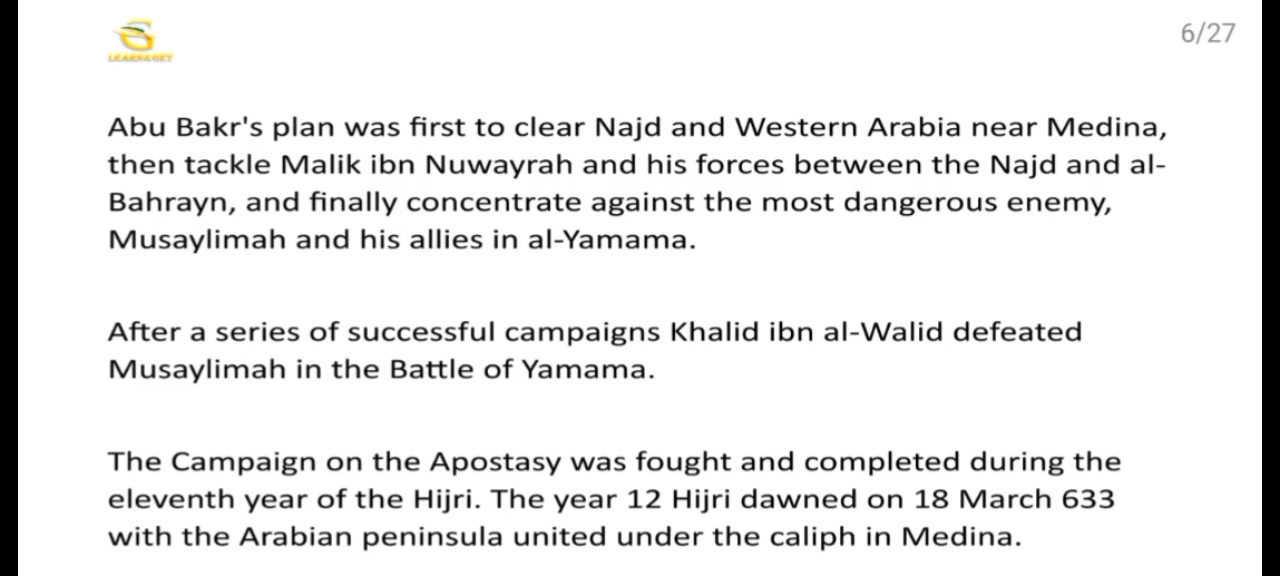 LEARN&GET
6/27
Abu Bakr's plan was first to clear Najd and Western Arabia near Medina,
then tackle Malik ibn Nuwayrah and his forces between the Najd and al-
Bahrayn, and finally concentrate against the most dangerous enemy,
Musaylimah and his allies in al-Yamama.
After a series of successful campaigns Khalid ibn al-Walid defeated
Musaylimah in the Battle of Yamama.
The Campaign on the Apostasy was fought and completed during the
eleventh year of the Hijri. The year 12 Hijri dawned on 18 March 633
with the Arabian peninsula united under the caliph in Medina.